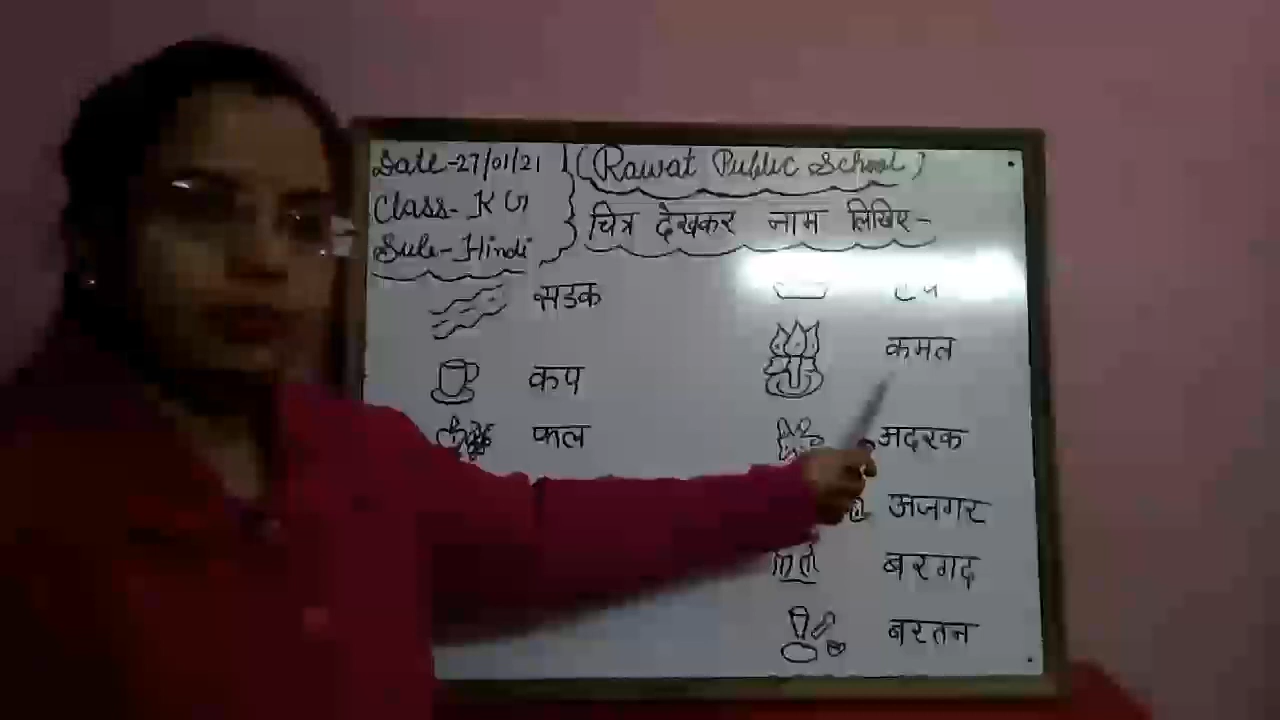 Date-27/01/21 (Rawat Public School)
Class- KG
Sub-Hindi
चित्र देखकर नाम लिखिए-
सडक
कप
फल
कमल
अदरक
अजगर
बरगद
बरतन